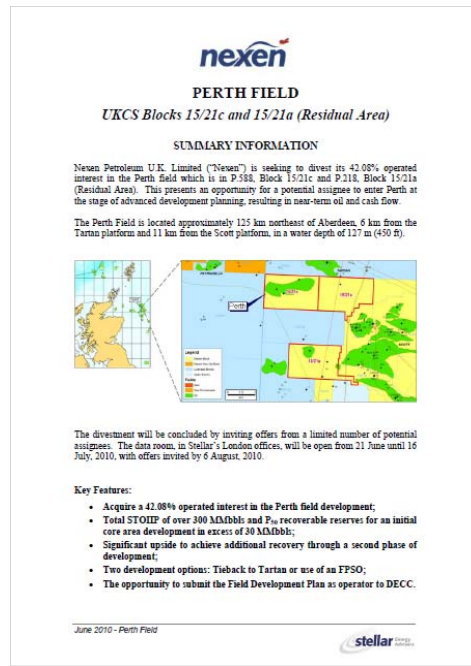 nexen
PERTH FIELD
UKCS Blocks 15/21c and 15/21a (Residual Area)
SUMMARY INFORMATION
Nexen Petroleum U.K. Limited ("Nexen") is seeking to divest its 42.08% operated
interest in the Perth field which is in P.588, Block 15/21c and P.218, Block 15/21a
(Residual Area). This presents an opportunity for a potential assignee to enter Perth at
the stage of advanced development planning, resulting in near-term oil and cash flow.
The Perth Field is located approximately 125 km northeast of Aberdeen, 6 km from the
Tartan platform and 11 km from the Scott platform, in a water depth of 127 m (450 ft).
Perth
15/21a
Legend
The divestment will be concluded by inviting offers from a limited number of potential
assignees. The data room, in Stellar's London offices, will be open from 21 June until 16
July, 2010, with offers invited by 6 August, 2010.
Key Features:
• Acquire a 42.08% operated interest in the Perth field development;
• Total STOIIP of over 300 MMbbls and P50 recoverable reserves for an initial
core area development in excess of 30 MMbbls;
• Significant upside to achieve additional recovery through a second phase of
development;
• Two development options: Tieback to Tartan or use of an FPSO;
• The opportunity to submit the Field Development Plan as operator to DECC.
June 2010 - Perth Field
stellar Energy
Advisors